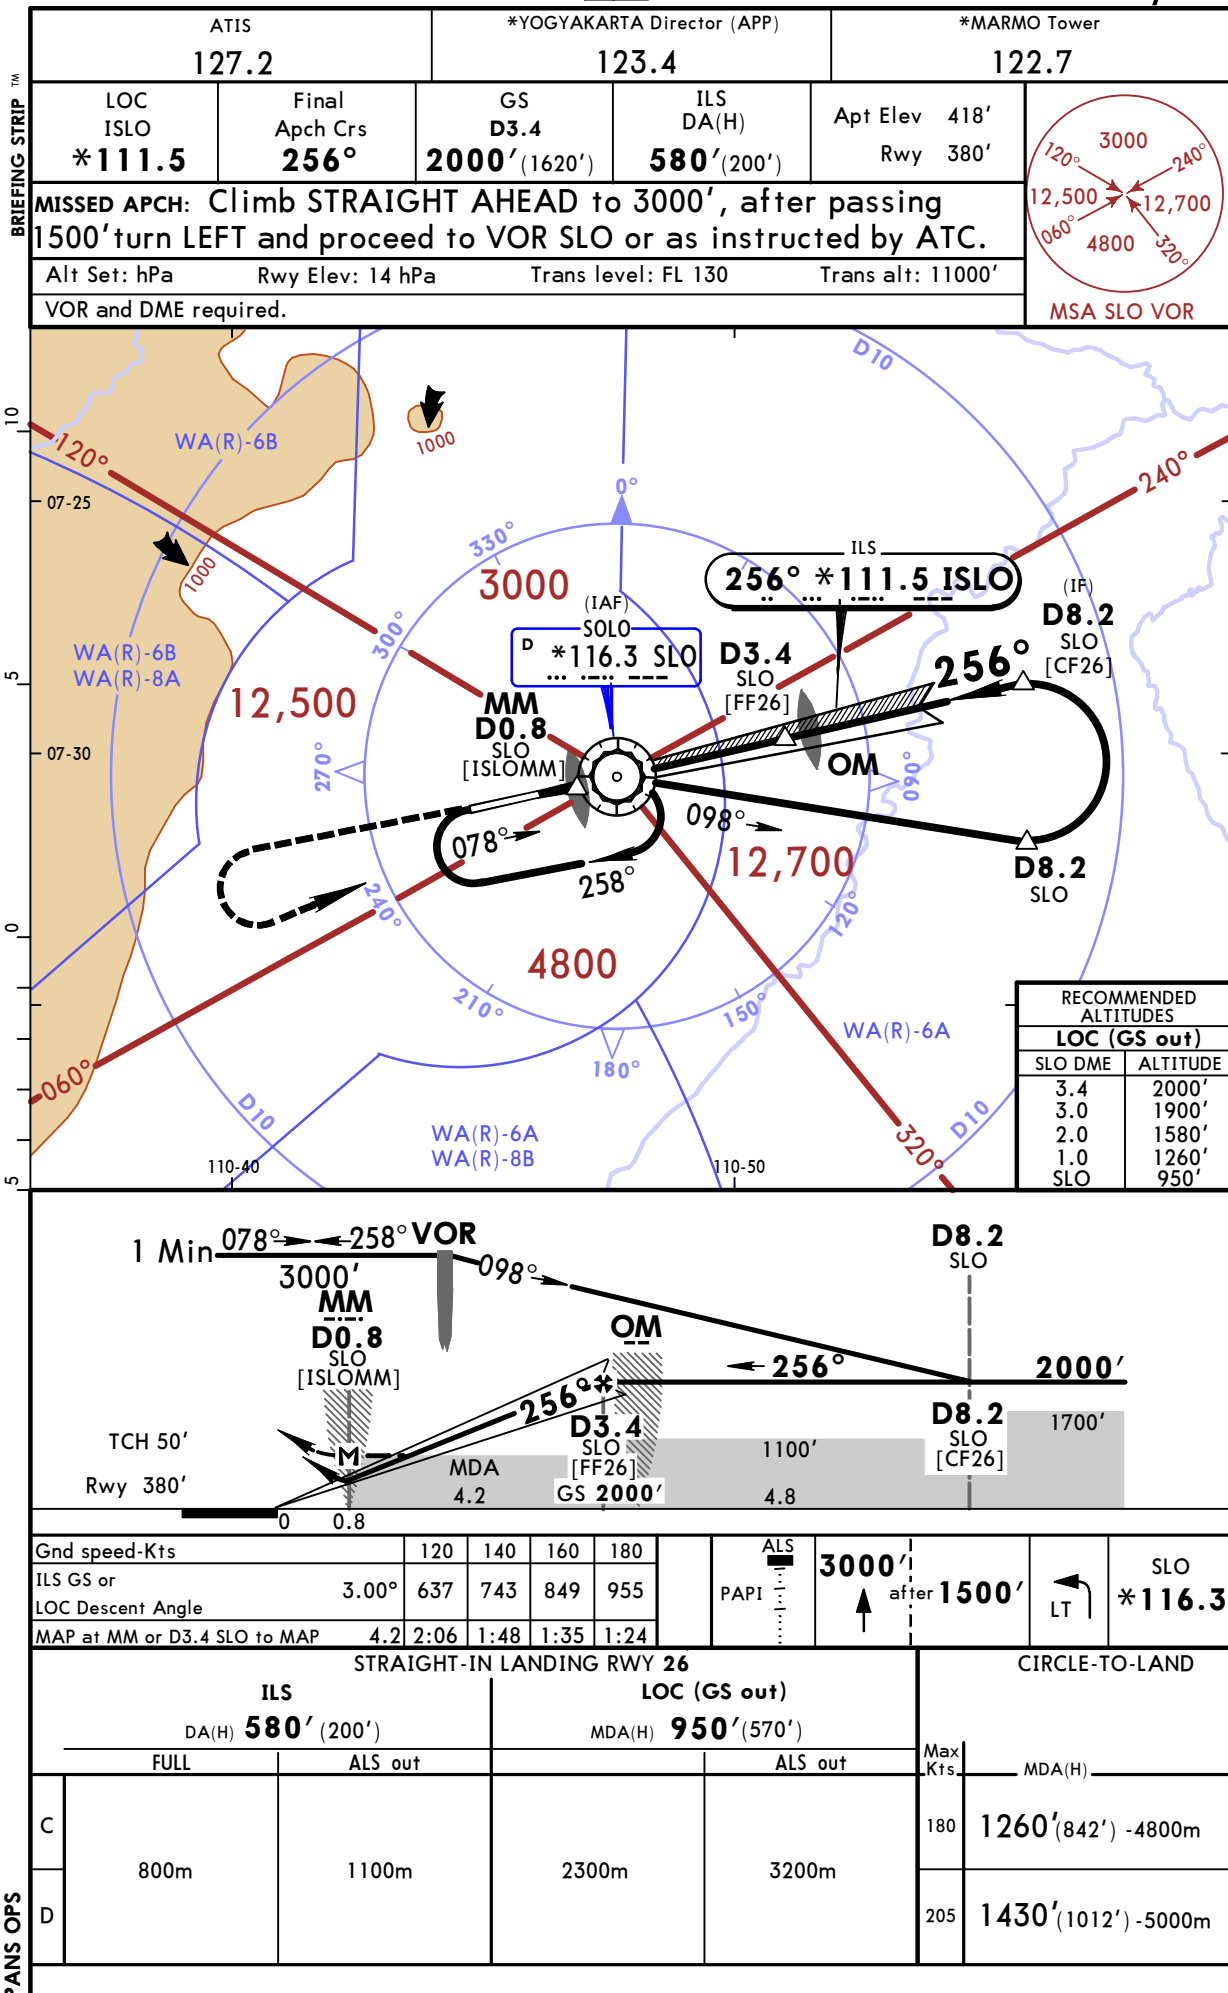 ATIS
127.2
*YOGYAKARTA Director (APP)
123.4
*MARMO Tower
122.7
BRIEFING STRIP TM
LOC
ISLO
*111.5
Final
Apch Crs
256°
GS
D3.4
2000' (1620')
ILS
DA(H)
580' (200')
Apt Elev 418'
Rwy 380'
MISSED APCH: Climb STRAIGHT AHEAD to 3000', after passing
1500' turn LEFT and proceed to VOR SLO or as instructed by ATC.
Alt Set: hPa Rwy Elev: 14 hPa Trans level: FL 130 Trans alt: 11000'
VOR and DME required.
3000
120°
240°
12,500
12,700
060°
4800
320°
MSA SLO VOR
D10
10
WA(R)-6B
1000
120°
240°
07-25
0°
330°
ILS
256° *111.5 ISLO
1000
3000
(IAF)
SOLO
D *116.3 SLO
(IF)
D8.2
SLO
[CF26]
300°
WA(R)-6B
WA(R)-8A
D3.4
SLO
[FF26]
256°
5
12,500
MM
D0.8
SLO
[ISLOMM]
07-30
270°
OM
090°
078°
098°
12,700
258°
D8.2
SLO
240°
120°
0
4800
210°
150°
WA(R)-6A
180°
060°
D10
D10
WA(R)-6A
WA(R)-8B
320°
110-40
110-50
5
RECOMMENDED
ALTITUDES
LOC (GS out)
SLO DME ALTITUDE
3.4 2000'
3.0 1900'
2.0 1580'
1.0 1260'
SLO 950'
1 Min 078° 258° VOR
3000'
098°
D8.2
SLO
MM
D0.8
SLO
[ISLOMM]
OM
256°
2000'
256°
D3.4
SLO
[FF26]
GS 2000'
D8.2
SLO
[CF26]
1700'
1100'
TCH 50'
M
MDA
Rwy 380'
4.2
4.8
0 0.8
Gnd speed-Kts 120 140 160 180
ILS GS or
LOC Descent Angle 3.00° 637 743 849 955
MAP at MM or D3.4 SLO to MAP 4.2 2:06 1:48 1:35 1:24
ALS
PAPI
3000'
after 1500'
LT
SLO
*116.3
STRAIGHT-IN LANDING RWY 26
CIRCLE-TO-LAND
ILS
DA(H) 580' (200')
LOC (GS out)
MDA(H) 950' (570')
FULL ALS out ALS out
Max
Kts MDA(H)
C
180 1260' (842') -4800m
800m 1100m 2300m 3200m
D
205 1430' (1012') -5000m
PANS OPS